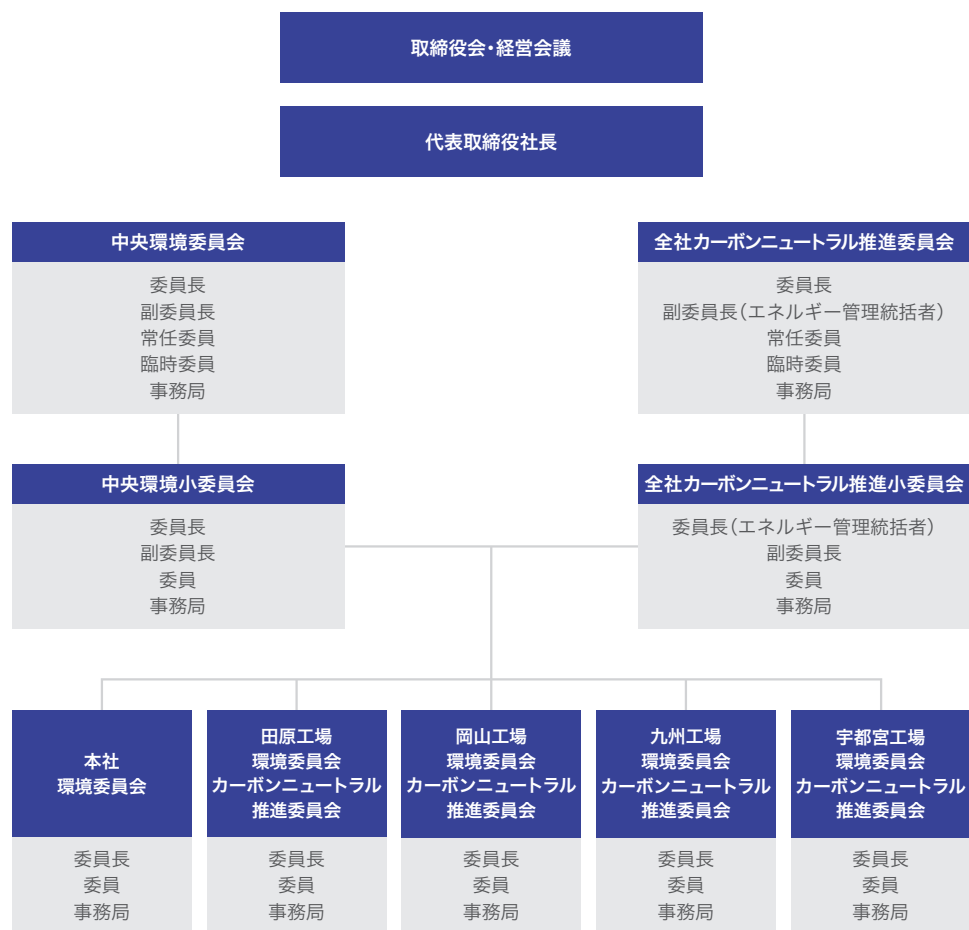 取締役会・経営会議
代表取締役社長
中央環境委員会
委員長
副委員長
常任委員
臨時委員
事務局
全社カーボンニュートラル推進委員会
委員長
副委員長（エネルギー管理統括者）
常任委員
臨時委員
事務局
中央環境小委員会
委員長
副委員長
委員
事務局
全社カーボンニュートラル推進小委員会
委員長（エネルギー管理統括者）
副委員長
委員
事務局
本社
環境委員会
委員長
委員
事務局
田原工場
環境委員会
カーボンニュートラル
推進委員会
委員長
委員
事務局
岡山工場
環境委員会
カーボンニュートラル
推進委員会
委員長
委員
事務局
九州工場
環境委員会
カーボンニュートラル
推進委員会
委員長
委員
事務局
宇都宮工場
環境委員会
カーボンニュートラル
推進委員会
委員長
委員
事務局